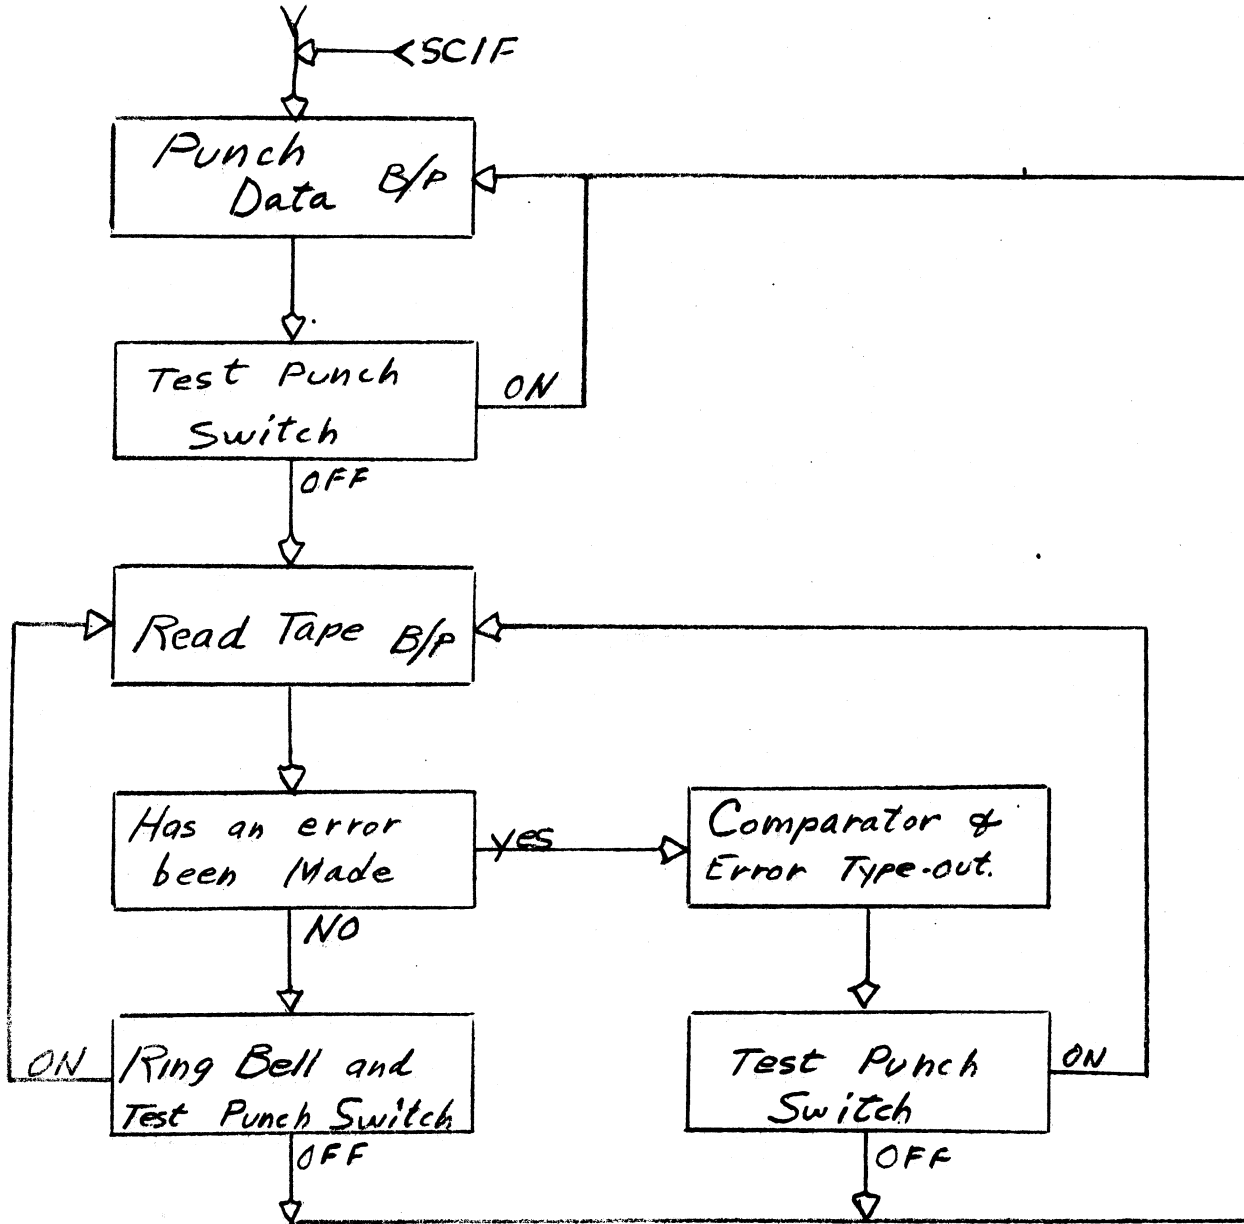 SCIF
Punch
Data B/P
Test Punch
Switch
ON
OFF
Read Tape B/P
Has an error
been Made
yes
Comparator &
Error Type-out.
NO
Ring Bell and
Test Punch Switch
ON
OFF
Test Punch
Switch
ON
OFF